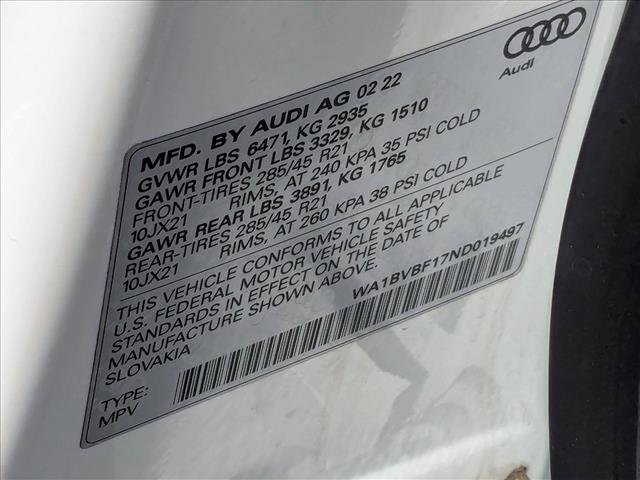 Audi
MFD. BY AUDI AG 02 22
GVWR LBS 6471, KG 2935
GAWR FRONT LBS 3329, KG 1510
FRONT-TIRES 285/45 R21
10JX21 RIMS, AT 240 KPA 35 PSI COLD
GAWR REAR LBS 3891, KG 1765
REAR-TIRES 285/45 R21
10JX21 RIMS, AT 260 KPA 38 PSI COLD
THIS VEHICLE CONFORMS TO ALL APPLICABLE
U.S. FEDERAL MOTOR VEHICLE SAFETY
STANDARDS IN EFFECT ON THE DATE OF
MANUFACTURE SHOWN ABOVE.
SLOVAKIA
WA1BVBF17ND019497
TYPE:
MPV